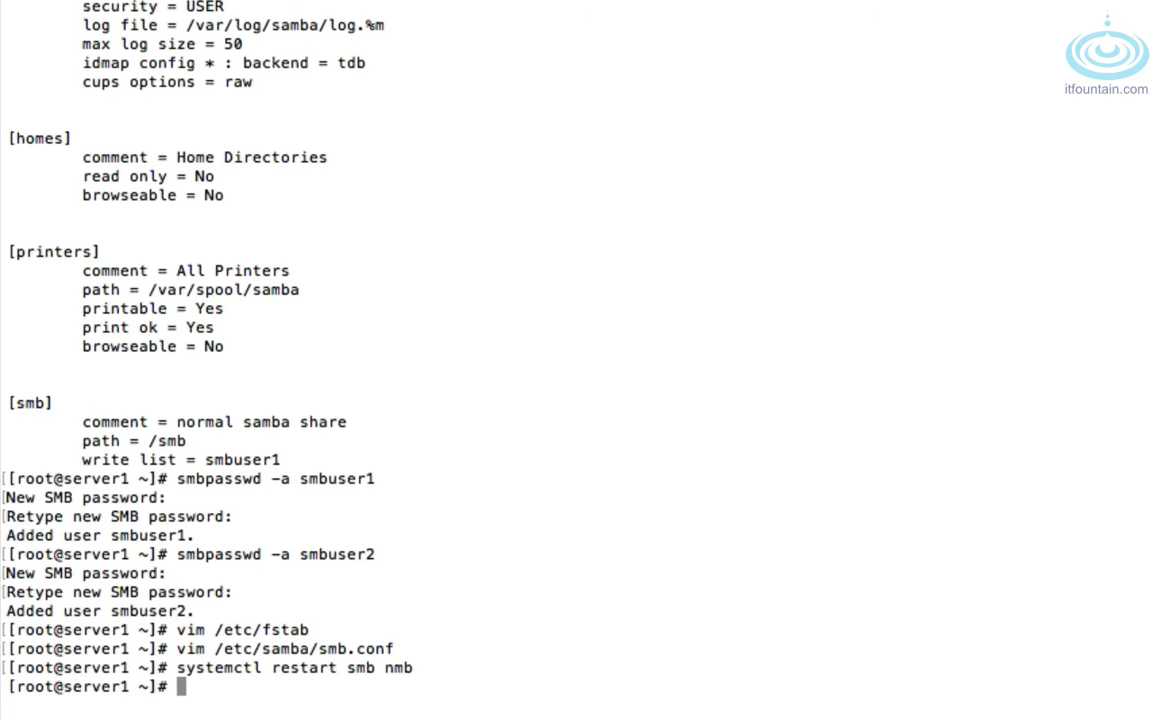 security = USER
log file = /var/log/samba/log.%m
max log size = 50
idmap config * : backend = tdb
cups options = raw
itfountain.com
[homes]
comment = Home Directories
read only = No
browseable = No
[printers]
comment = All Printers
path = /var/spool/samba
printable = Yes
print ok = Yes
browseable = No
[smb]
comment = normal samba share
path = /smb
write list = smbuser1
[[root@server1 ~]# smbpasswd -a smbuser1
[New SMB password:
[Retype new SMB password:
Added user smbuser1.
[[root@server1 ~]# smbpasswd -a smbuser2
[New SMB password:
[Retype new SMB password:
Added user smbuser2.
[[root@server1 ~]# vim /etc/fstab
[[root@server1 ~]# vim /etc/samba/smb.conf
[[root@server1 ~]# systemctl restart smb nmb
[root@server1 ~]#